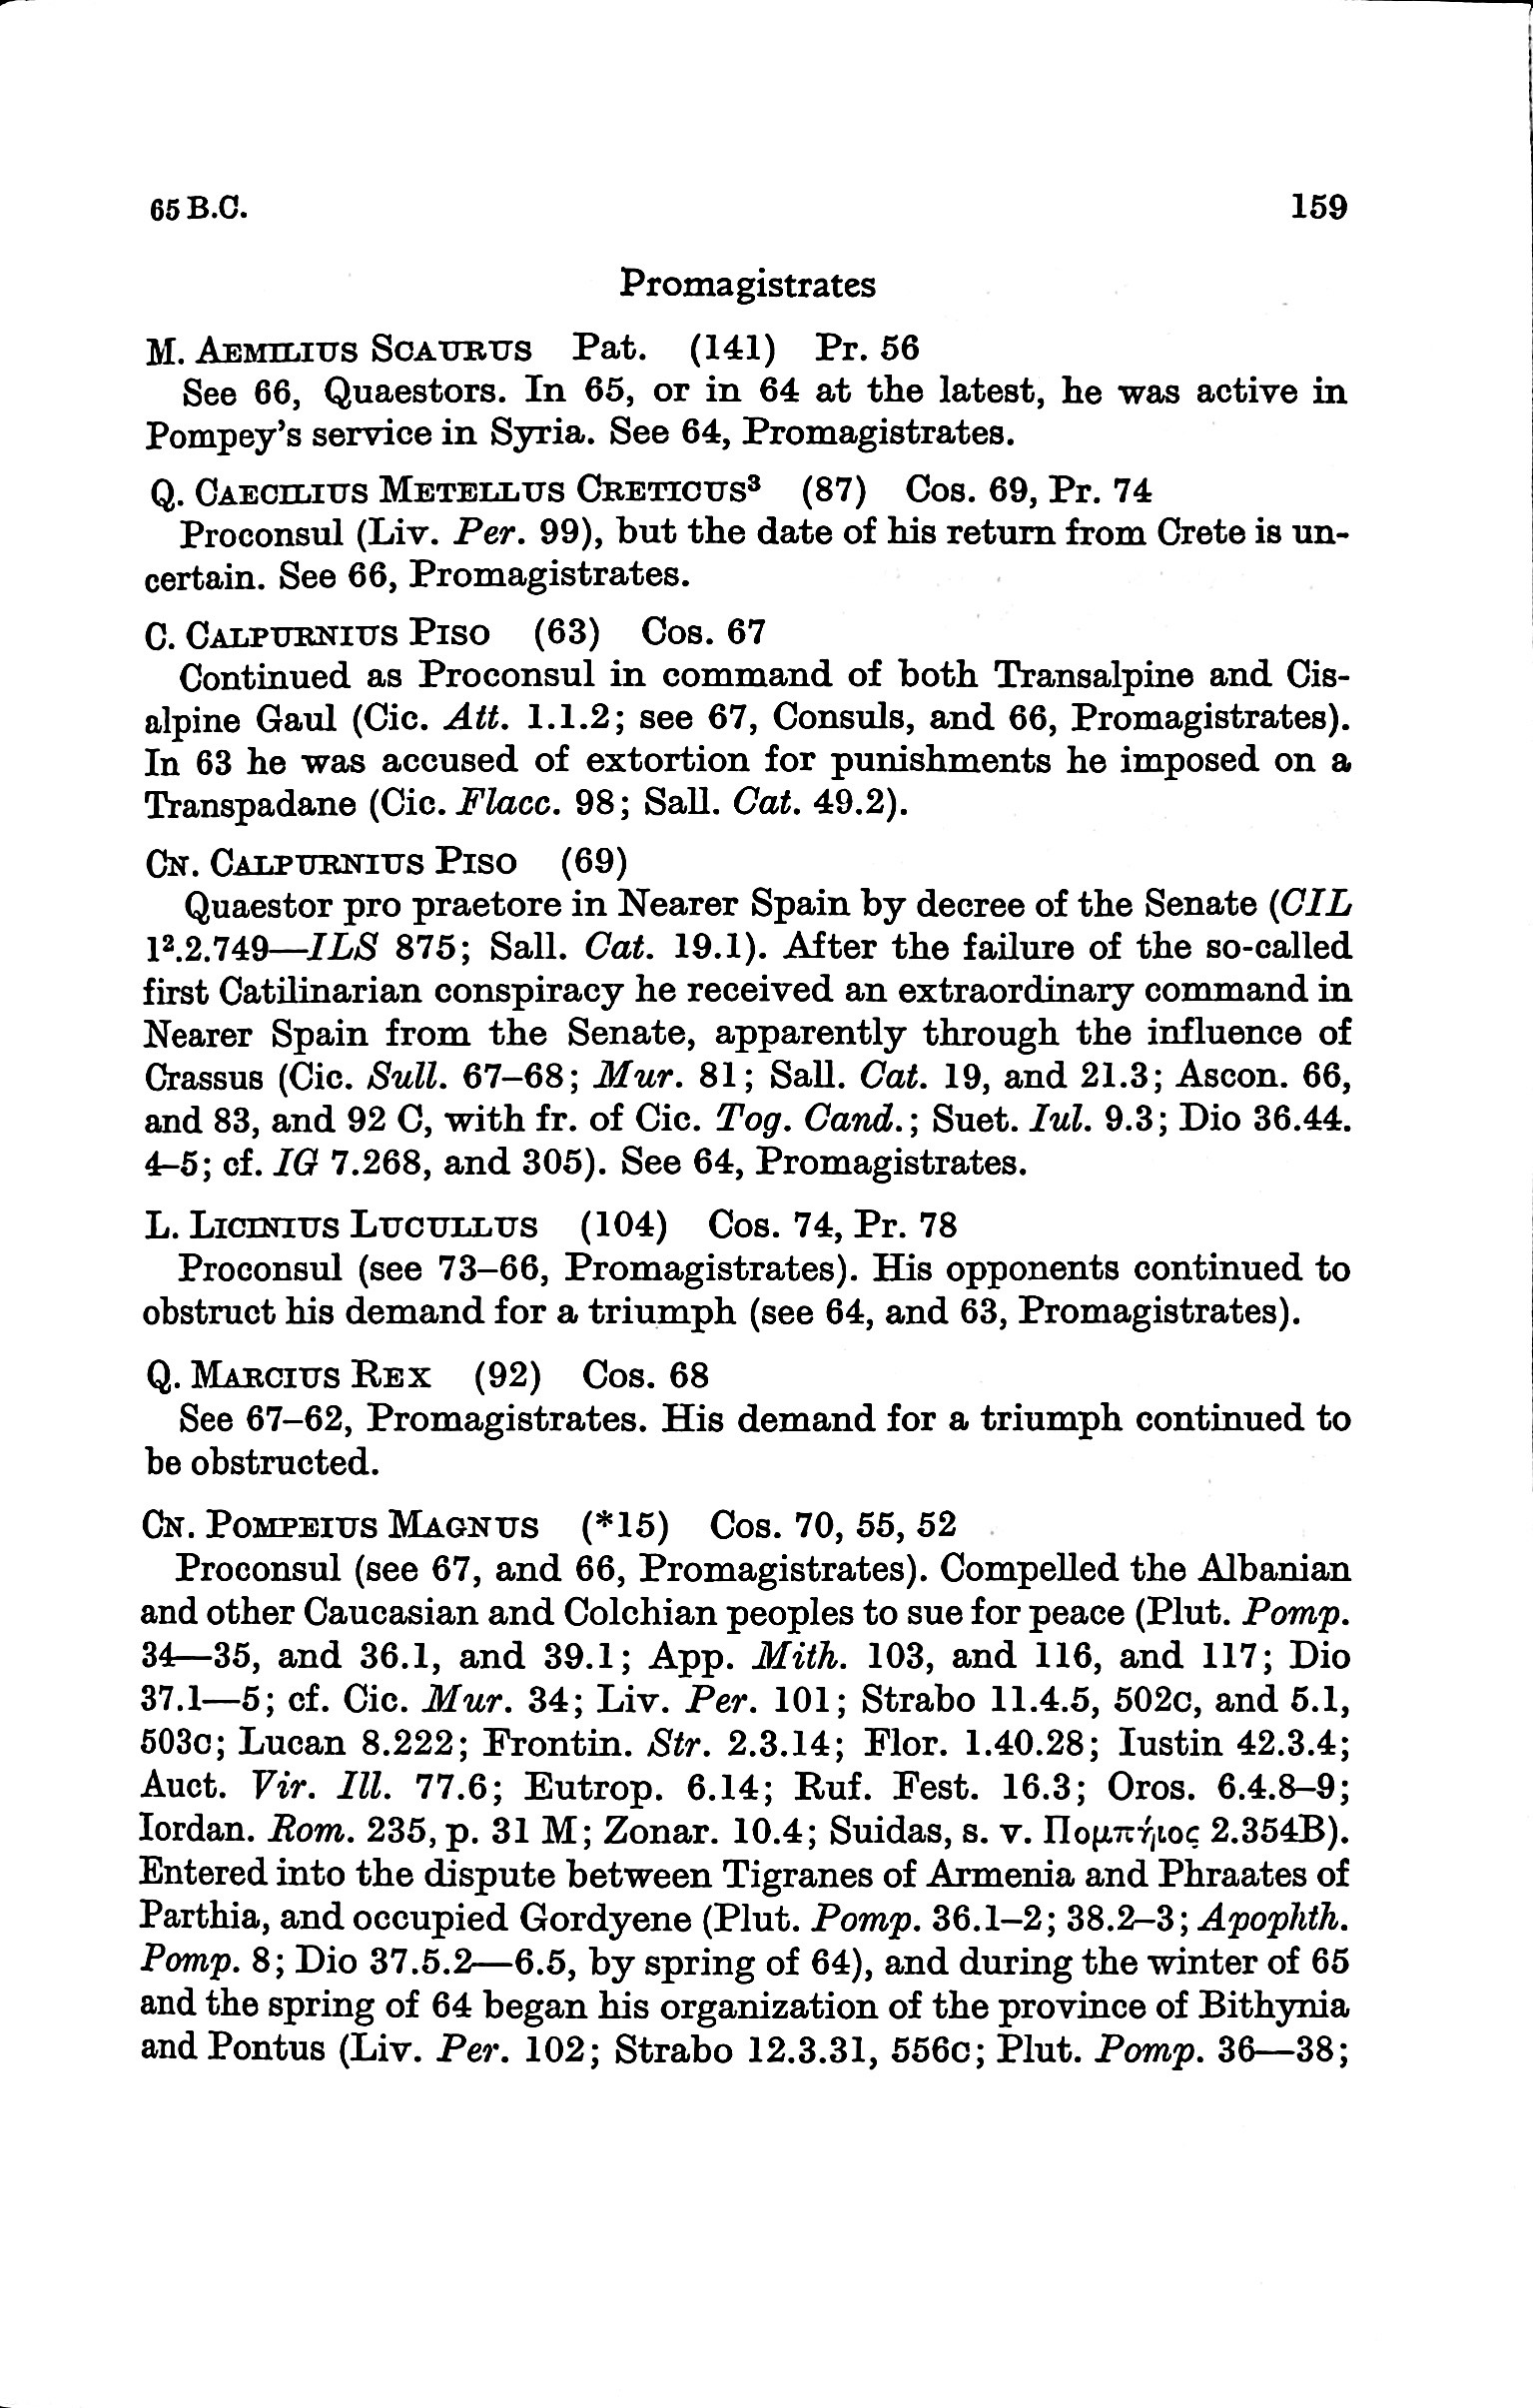 65 B.C. 159
Promagistrates
M. AEMILIUS SCAURUS Pat. (141) Pr. 56
See 66, Quaestors. In 65, or in 64 at the latest, he was active in
Pompey's service in Syria. See 64, Promagistrates.
Q. CAECILIUS METELLUS CRETICUS³ (87) Cos. 69, Pr. 74
Proconsul (Liv. Per. 99), but the date of his return from Crete is un-
certain. See 66, Promagistrates.
C. CALPURNIUS PISO (63) Cos. 67
Continued as Proconsul in command of both Transalpine and Cis-
alpine Gaul (Cic. Att. 1.1.2; see 67, Consuls, and 66, Promagistrates).
In 63 he was accused of extortion for punishments he imposed on a
Transpadane (Cic. Flacc. 98; Sall. Cat. 49.2).
CN. CALPURNIUS PISO (69)
Quaestor pro praetore in Nearer Spain by decree of the Senate (CIL
1².2.749—ILS 875; Sall. Cat. 19.1). After the failure of the so-called
first Catilinarian conspiracy he received an extraordinary command in
Nearer Spain from the Senate, apparently through the influence of
Crassus (Cic. Sull. 67–68; Mur. 81; Sall. Cat. 19, and 21.3; Ascon. 66,
and 83, and 92 C, with fr. of Cic. Tog. Cand.; Suet. Iul. 9.3; Dio 36.44.
4–5; cf. IG 7.268, and 305). See 64, Promagistrates.
L. LICINIUS LUCULLUS (104) Cos. 74, Pr. 78
Proconsul (see 73–66, Promagistrates). His opponents continued to
obstruct his demand for a triumph (see 64, and 63, Promagistrates).
Q. MARCIUS REX (92) Cos. 68
See 67–62, Promagistrates. His demand for a triumph continued to
be obstructed.
CN. POMPEIUS MAGNUS (*15) Cos. 70, 55, 52
Proconsul (see 67, and 66, Promagistrates). Compelled the Albanian
and other Caucasian and Colchian peoples to sue for peace (Plut. Pomp.
34—35, and 36.1, and 39.1; App. Mith. 103, and 116, and 117; Dio
37.1—5; cf. Cic. Mur. 34; Liv. Per. 101; Strabo 11.4.5, 502c, and 5.1,
503c; Lucan 8.222; Frontin. Str. 2.3.14; Flor. 1.40.28; Iustin 42.3.4;
Auct. Vir. Ill. 77.6; Eutrop. 6.14; Ruf. Fest. 16.3; Oros. 6.4.8–9;
Iordan. Rom. 235, p. 31 M; Zonar. 10.4; Suidas, s. v. Πομπήϊος 2.354B).
Entered into the dispute between Tigranes of Armenia and Phraates of
Parthia, and occupied Gordyene (Plut. Pomp. 36.1–2; 38.2–3; Apophth.
Pomp. 8; Dio 37.5.2—6.5, by spring of 64), and during the winter of 65
and the spring of 64 began his organization of the province of Bithynia
and Pontus (Liv. Per. 102; Strabo 12.3.31, 556c; Plut. Pomp. 36—38;